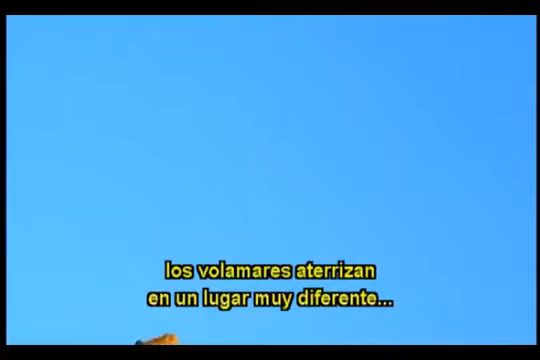 los volamares aterrizan
en un lugar muy diferente...